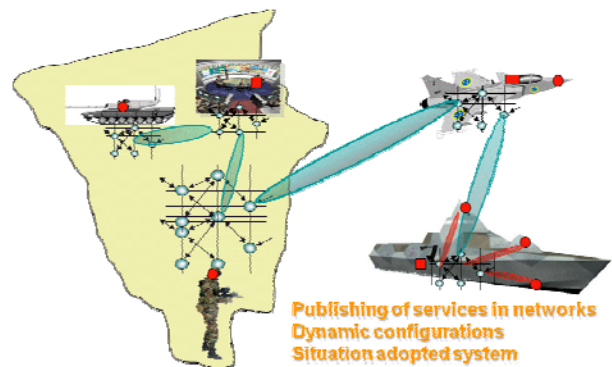 Publishing of services in networks
Dynamic configurations
Situation adopted system